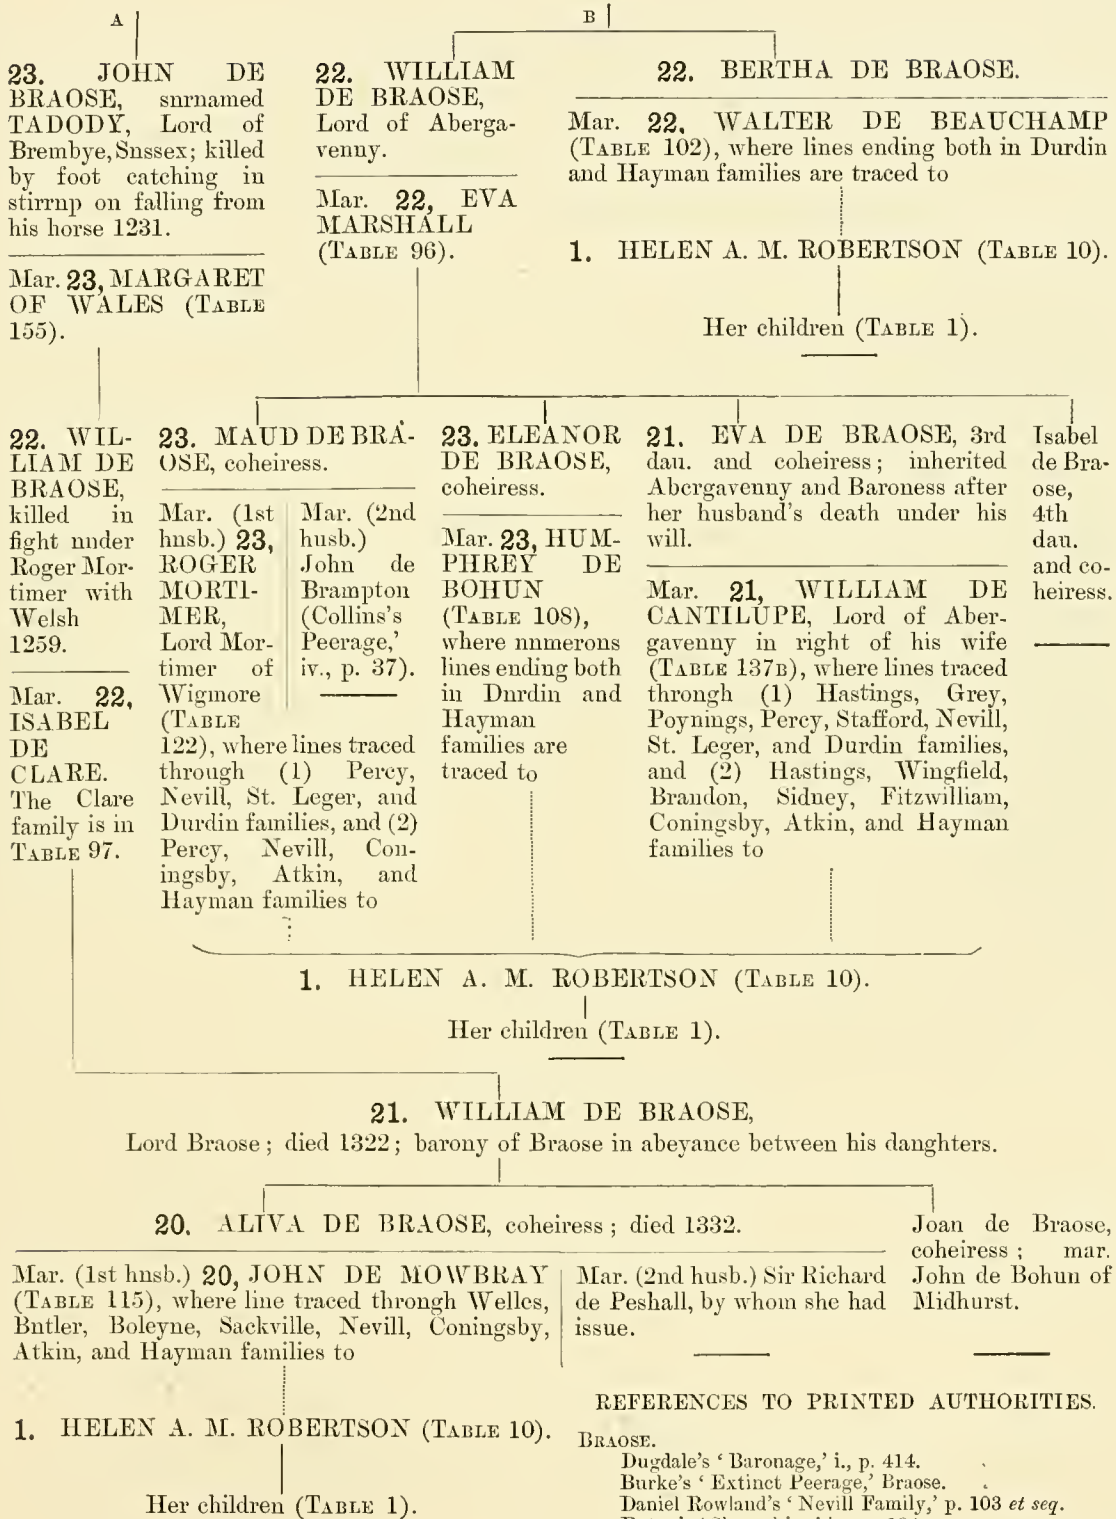 A
B
23. JOHN DE
BRAOSE, snrnamed
TADODY, Lord of
Brembye, Snssex; killed
by foot catching in
stirrnp on falling from
his horse 1231.
Mar. 23, MARGARET
OF WALES (TABLE
155).
22. WILLIAM
DE BRAOSE,
Lord of Aberga-
venny.
Mar. 22, EVA
MARSHALL
(TABLE 96).
22. BERTHA DE BRAOSE.
Mar. 22, WALTER DE BEAUCHAMP
(TABLE 102), where lines ending both in Durdin
and Hayman families are traced to
1. HELEN A. M. ROBERTSON (TABLE 10).
Her children (TABLE 1).
22. WIL-
LIAM DE
BRAOSE,
killed in
fight nnder
Roger Mor-
timer with
Welsh
1259.
Mar. 22,
ISABEL
DE
CLARE.
The Clare
family is in
TABLE 97.
23. MAUD DE BRA-
OSE, coheiress.
Mar. (1st
hnsb.) 23,
ROGER
MORTI-
MER,
Lord Mor-
timer of
Wigmore
(TABLE
122), where lines traced
through (1) Percy,
Nevill, St. Leger, and
Durdin families, and (2)
Percy, Nevill, Con-
ingsby, Atkin, and
Hayman families to
Mar. (2nd
husb.)
John de
Brampton
(Collins's
Peerage,'
iv., p. 37).
23. ELEANOR
DE BRAOSE,
coheiress.
Mar. 23, HUM-
PHREY DE
BOHUN
(TABLE 108),
where nnmerons
lines ending both
in Dnrdin and
Hayman
families are
traced to
21. EVA DE BRAOSE, 3rd
dau. and coheiress; inherited
Abergavenny and Baroness after
her husband's death under his
will.
Mar. 21, WILLIAM DE
CANTILUPE, Lord of Aber-
gavenny in right of his wife
(TABLE 137B), where lines traced
through (1) Hastings, Grey,
Poynings, Percy, Stafford, Nevill,
St. Leger, and Durdin families,
and (2) Hastings, Wingfield,
Brandon, Sidney, Fitzwilliam,
Coningsby, Atkin, and Hayman
families to
Isabel
de Bra-
ose,
4th
dau.
and co-
heiress.
1. HELEN A. M. ROBERTSON (TABLE 10).
Her children (TABLE 1).
21. WILLIAM DE BRAOSE,
Lord Braose; died 1322; barony of Braose in abeyance between his danghters.
20. ALIVA DE BRAOSE, coheiress; died 1332.
Mar. (1st hnsb.) 20, JOHN DE MOWBRAY
(TABLE 115), where line traced throngh Welles,
Bntler, Boleyne, Sackville, Nevill, Coningsby,
Atkin, and Hayman families to
Mar. (2nd husb.) Sir Richard
de Peshall, by whom she had
issue.
Joan de Braose,
coheiress; mar.
John de Bohun of
Midhurst.
1. HELEN A. M. ROBERTSON (TABLE 10).
Her children (TABLE 1).
REFERENCES TO PRINTED AUTHORITIES.
BRAOSE.
Dugdale's 'Baronage,' i., p. 414.
Burke's 'Extinct Peerage,' Braose.
Daniel Rowland's 'Nevill Family,' p. 103 et seq.